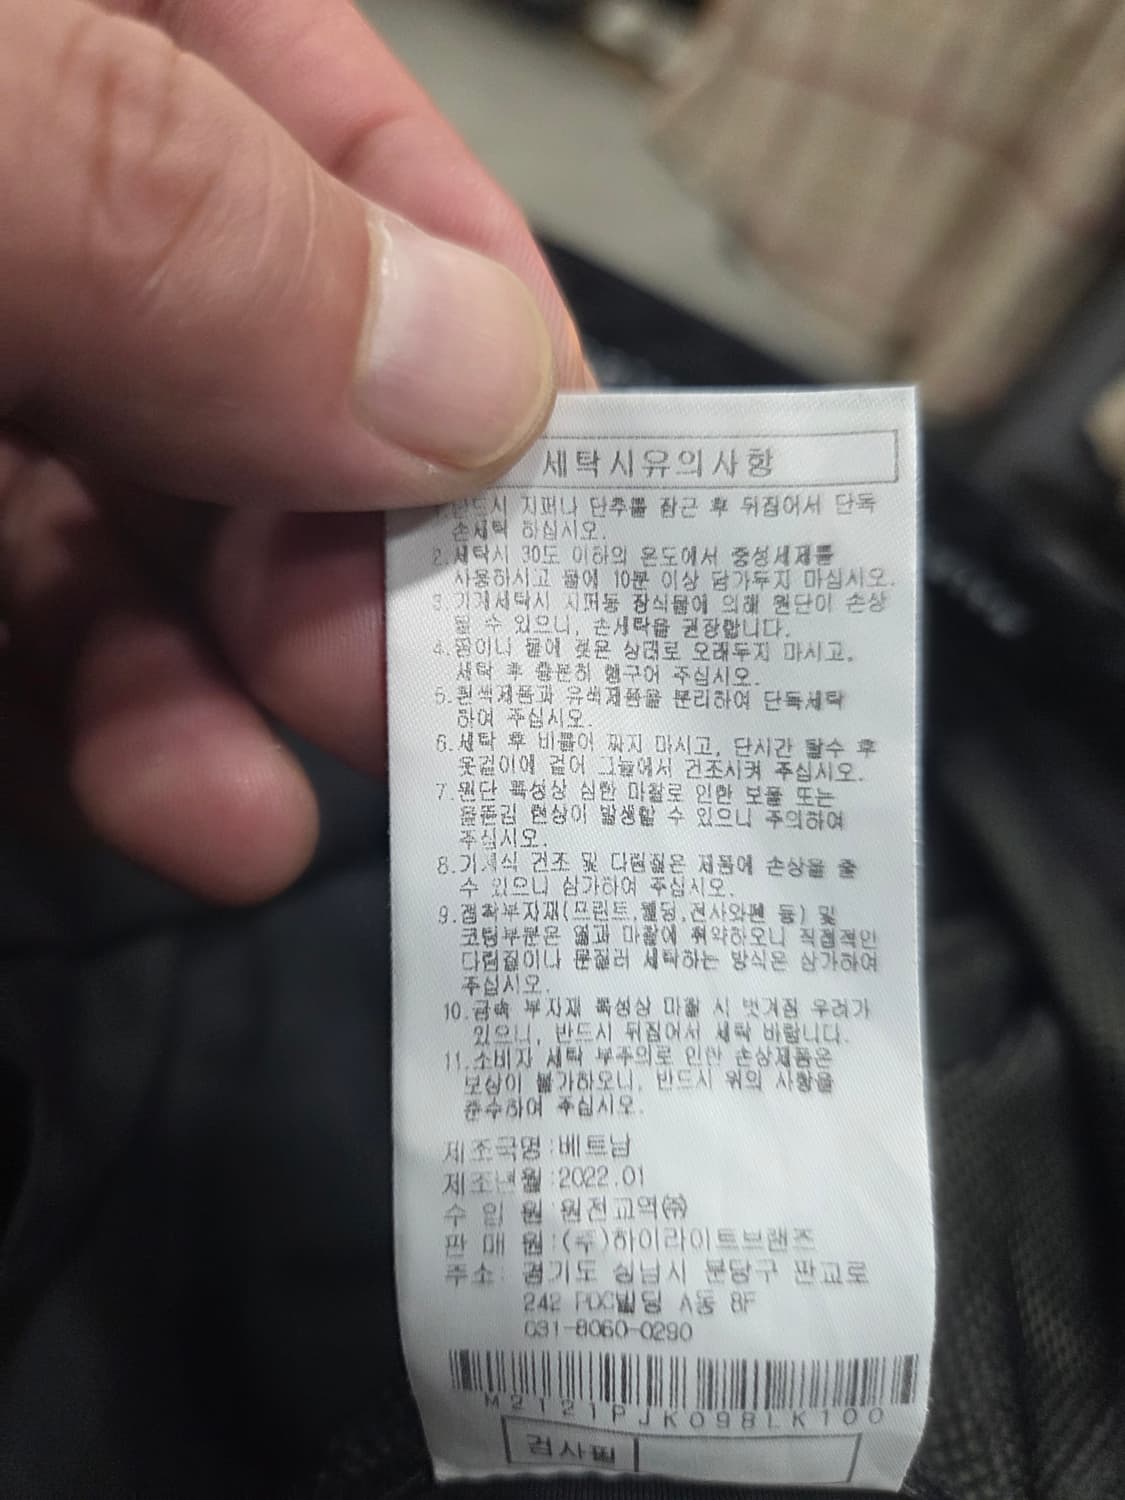 세탁시유의사항
1.반드시 지퍼나 단추를 잠근 후 뒤집어서 단독
손세탁 하십시오.
2.세탁시 30도 이하의 온도에서 중성세제를
사용하시고 물에 10분 이상 담가두지 마십시오.
3.기계세탁시 지퍼등 장식물에 의해 원단이 손상
될 수 있으니, 손세탁을 권장합니다.
4.땀이나 물에 젖은 상태로 오래두지 마시고,
세탁 후 충분히 헹구어 주십시오.
5.흰색제품과 유색제품을 분리하여 단독세탁
하여 주십시오.
6.세탁 후 비틀어 짜지 마시고, 단시간 탈수 후
옷걸이에 걸어 그늘에서 건조시켜 주십시오.
7.원단 특성상 심한 마찰로 인한 보풀 또는
올뜯김 현상이 발생할 수 있으니 주의하여
주십시오.
8.기계식 건조 및 다림질은 제품에 손상을 줄
수 있으니 삼가하여 주십시오.
9.접착부자재(프린트,웰딩,전사와펜 등) 및
코팅부분은 열과 마찰에 취약하오니 직접적인
다림질이나 문질러 세탁하는 방식은 삼가하여
주십시오.
10.금속 부자재 특성상 마찰 시 벗겨짐 우려가
있으니, 반드시 뒤집어서 세탁 바랍니다.
11.소비자 세탁 부주의로 인한 손상제품은
보상이 불가하오니, 반드시 위의 사항을
준수하여 주십시오.
제조국명:베트남
제조년월:2022.01
수 입 원:원전교역㈜
판 매 원:(주)하이라이트브랜즈
주소: 경기도 성남시 분당구 판교로
242 PDC빌딩 A동 8F
031-8060-0290
M2121PJK098LK100
검사필